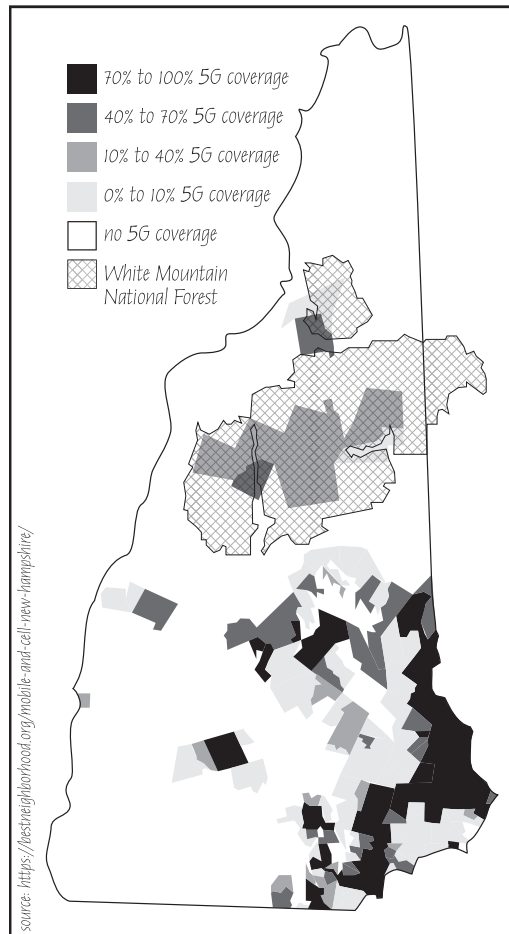 70% to 100% 5G coverage
40% to 70% 5G coverage
10% to 40% 5G coverage
0% to 10% 5G coverage
no 5G coverage
White Mountain
National Forest
source: https://bestneighborhood.org/mobile-and-cell-new-hampshire/